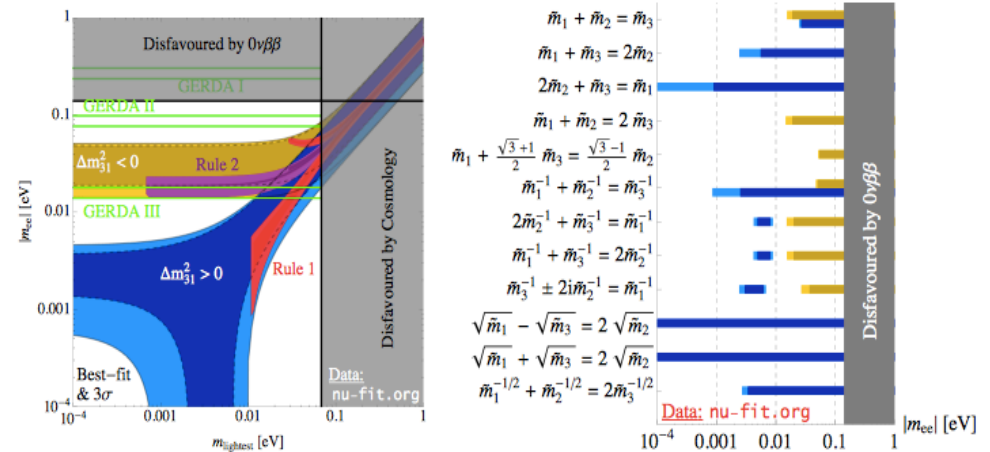 1
0.1
0.01
0.001
10⁻⁴
|mₑₑ| [eV]
Disfavoured by 0νββ
GERDA I
GERDA II
Δm²₃₁ < 0
Rule 2
GERDA III
Δm²₃₁ > 0
Rule 1
Disfavoured by Cosmology
Best-fit
& 3σ
Data:
nu-fit.org
10⁻⁴ 0.001 0.01 0.1 1
m_lightest [eV]
m̃₁ + m̃₂ = m̃₃
m̃₁ + m̃₃ = 2m̃₂
2m̃₂ + m̃₃ = m̃₁
m̃₁ + m̃₂ = 2 m̃₃
m̃₁ + (√3+1)/2 m̃₃ = (√3−1)/2 m̃₂
m̃₁⁻¹ + m̃₂⁻¹ = m̃₃⁻¹
2m̃₂⁻¹ + m̃₃⁻¹ = m̃₁⁻¹
m̃₁⁻¹ + m̃₃⁻¹ = 2m̃₂⁻¹
m̃₃⁻¹ ± 2i m̃₂⁻¹ = m̃₁⁻¹
√m̃₁ − √m̃₃ = 2 √m̃₂
√m̃₁ + √m̃₃ = 2 √m̃₂
m̃₁^(-1/2) + m̃₂^(-1/2) = 2m̃₃^(-1/2)
Disfavoured by 0νββ
Data: nu-fit.org
10⁻⁴ 0.001 0.01 0.1 1
|mₑₑ| [eV]